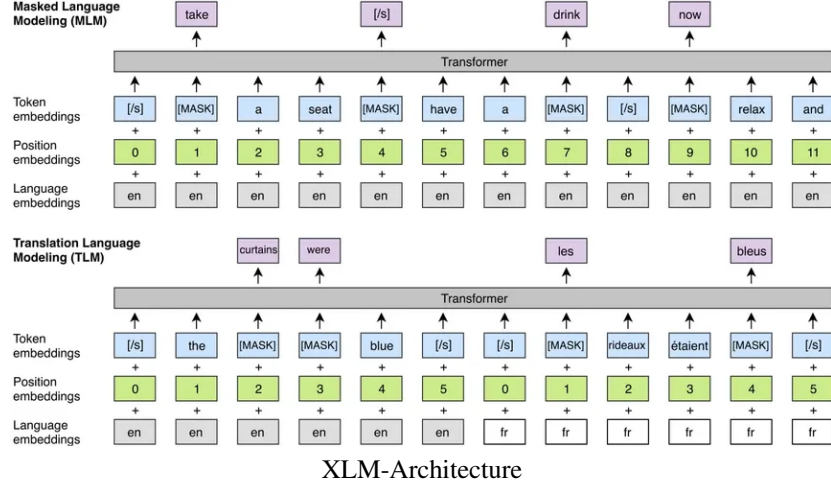 Masked Language
Modeling (MLM)
take [/s] drink now
Transformer
Token
embeddings
[/s] [MASK] a seat [MASK] have a [MASK] [/s] [MASK] relax and
+ + + + + + + + + + + +
Position
embeddings
0 1 2 3 4 5 6 7 8 9 10 11
+ + + + + + + + + + + +
Language
embeddings
en en en en en en en en en en en en
Translation Language
Modeling (TLM)
curtains were les bleus
Transformer
Token
embeddings
[/s] the [MASK] [MASK] blue [/s] [/s] [MASK] rideaux étaient [MASK] [/s]
+ + + + + + + + + + + +
Position
embeddings
0 1 2 3 4 5 0 1 2 3 4 5
+ + + + + + + + + + + +
Language
embeddings
en en en en en en fr fr fr fr fr fr
XLM-Architecture